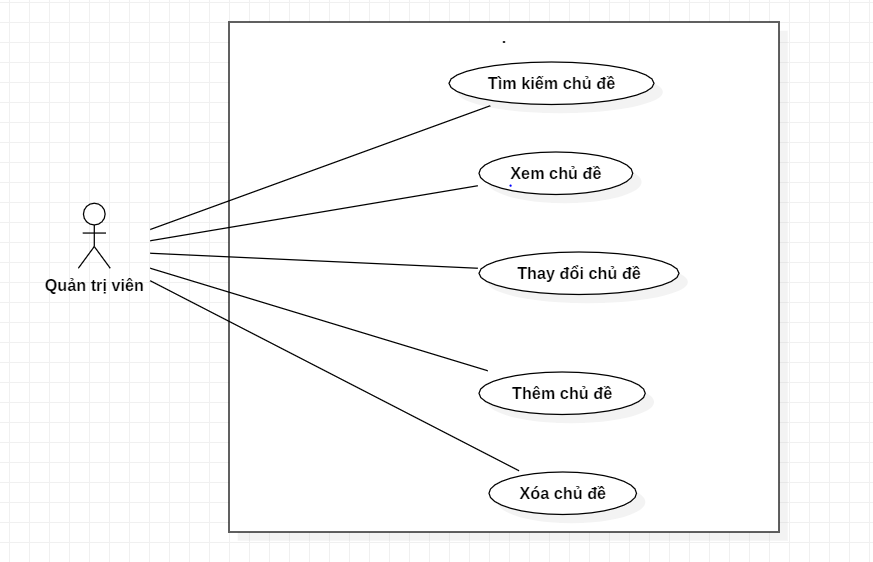 Tìm kiếm chủ đề
Xem chủ đề
Thay đổi chủ đề
Quản trị viên
Thêm chủ đề
Xóa chủ đề